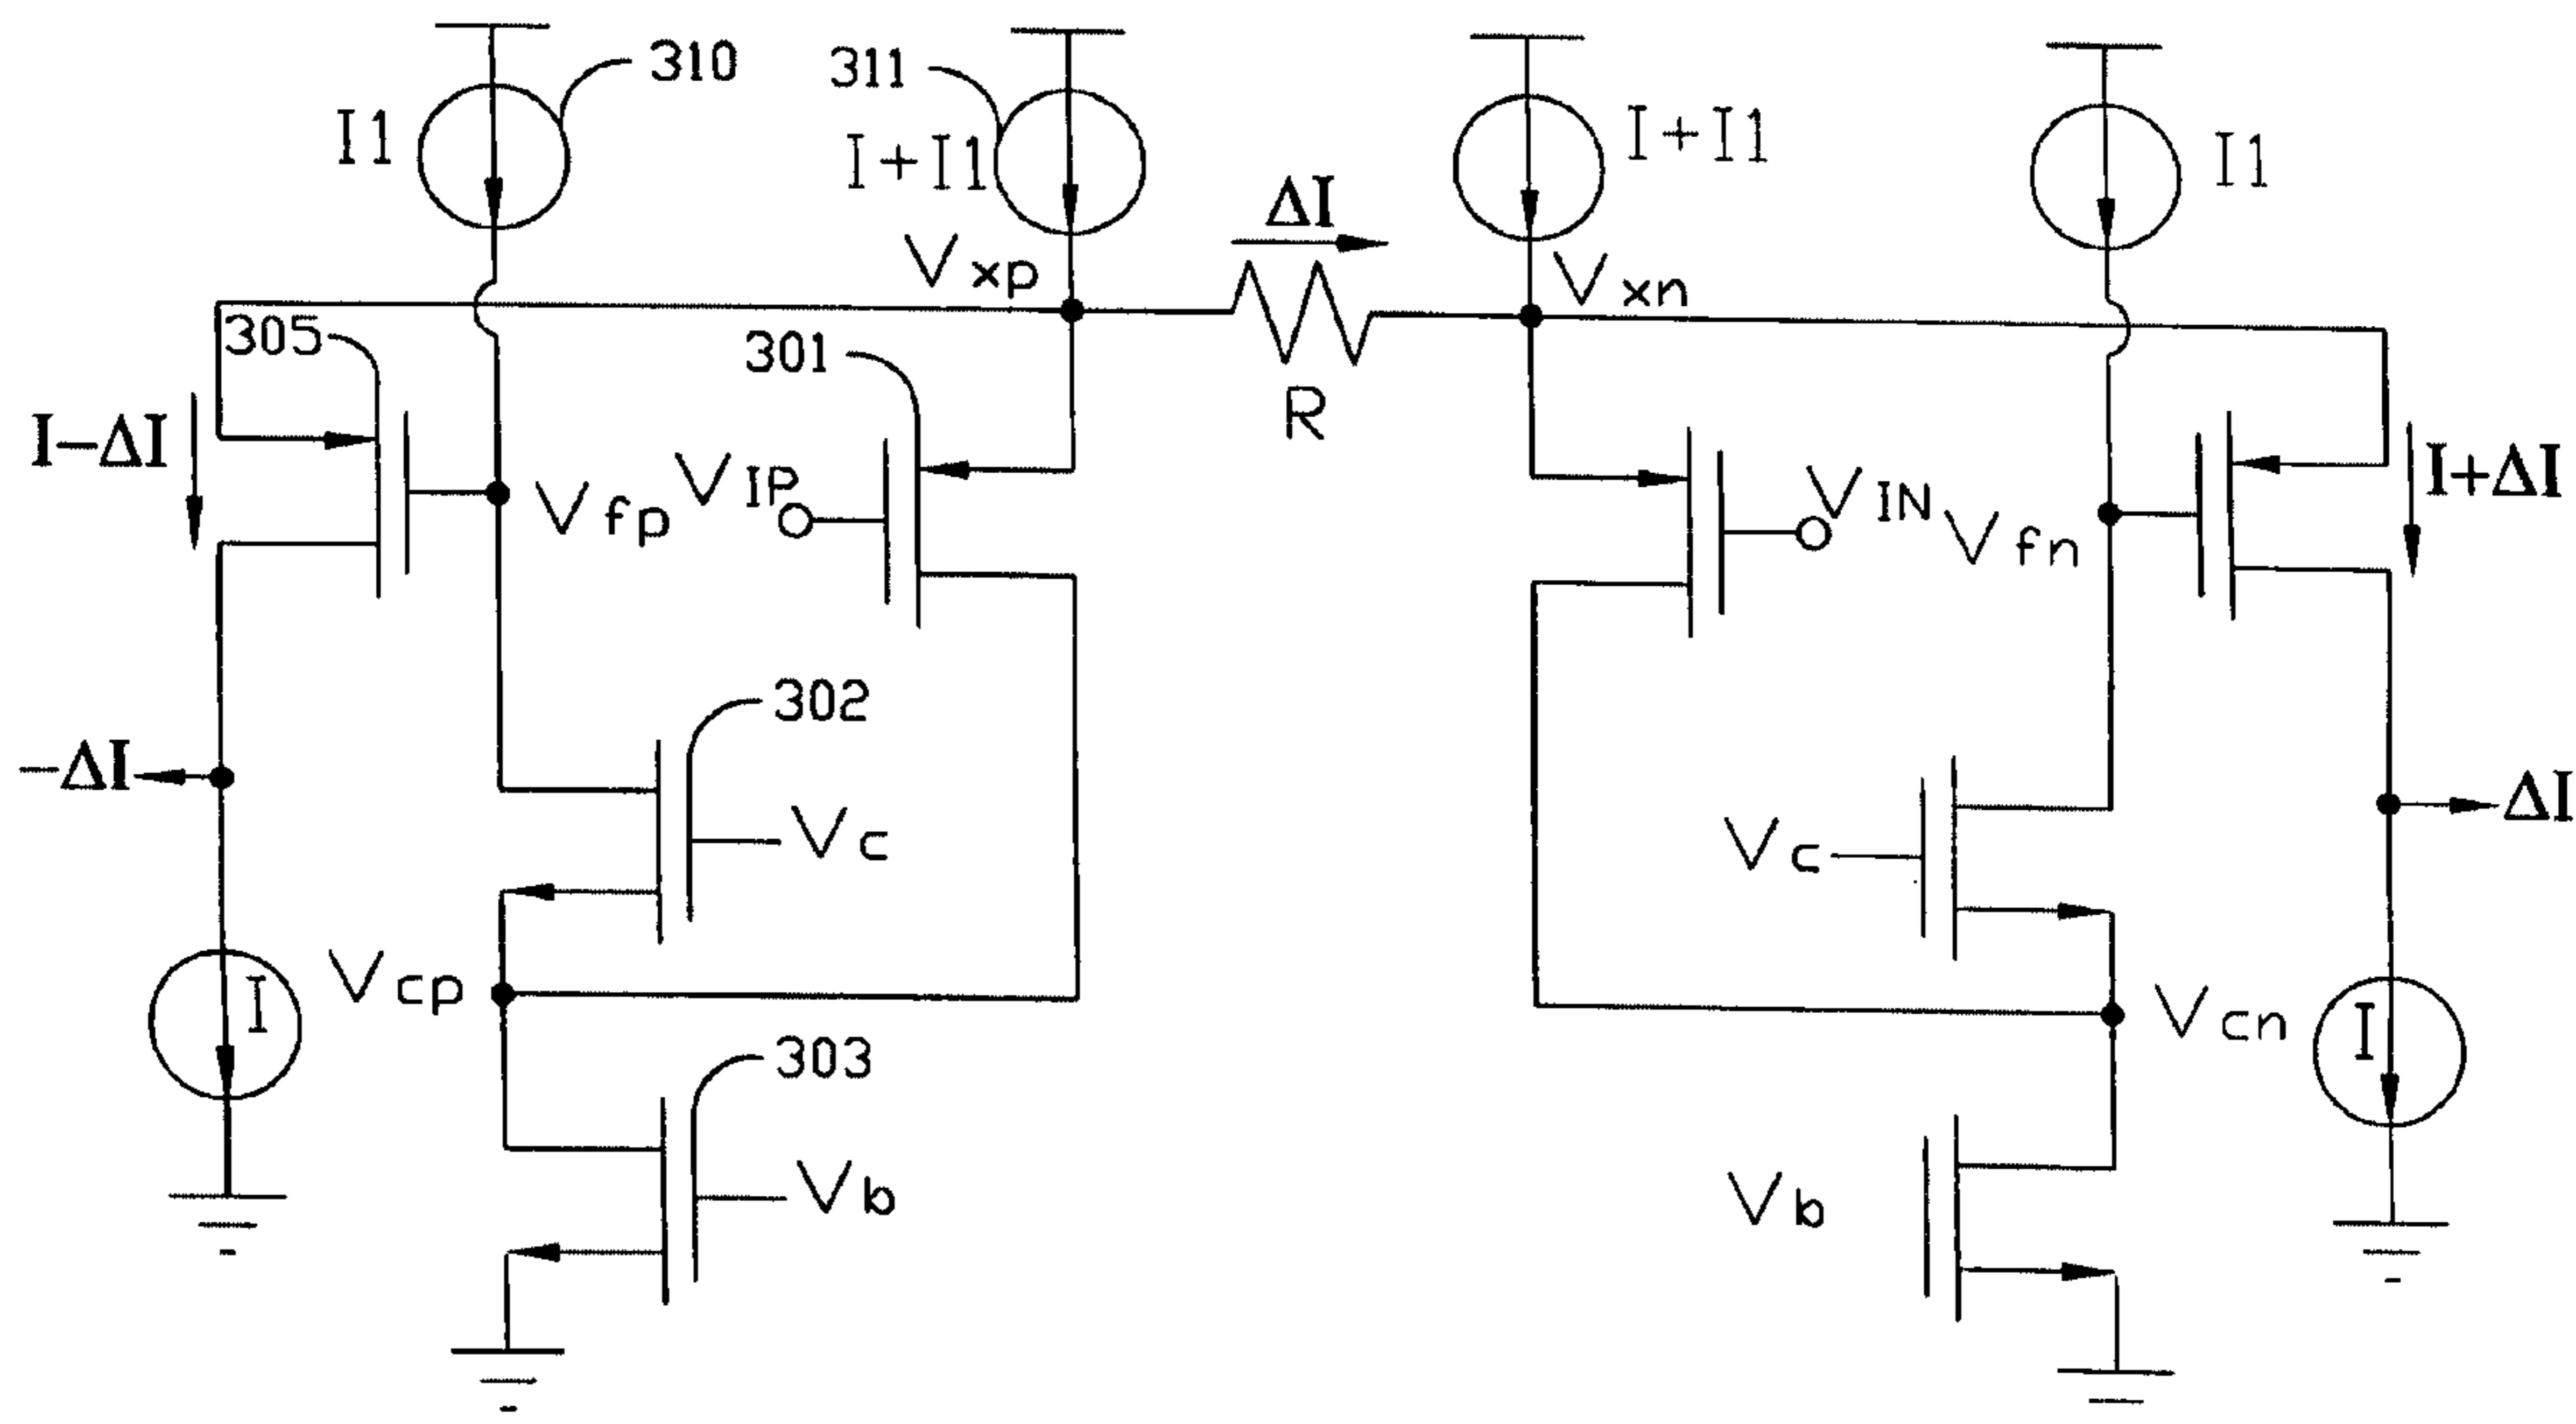 310
311
I1
I+I1
I+I1
I1
ΔI
Vxp
Vxn
305
301
R
I-ΔI
Vfp
VIP
VIN
Vfn
I+ΔI
302
-ΔI
Vc
Vc
ΔI
I
Vcp
Vcn
I
303
Vb
Vb